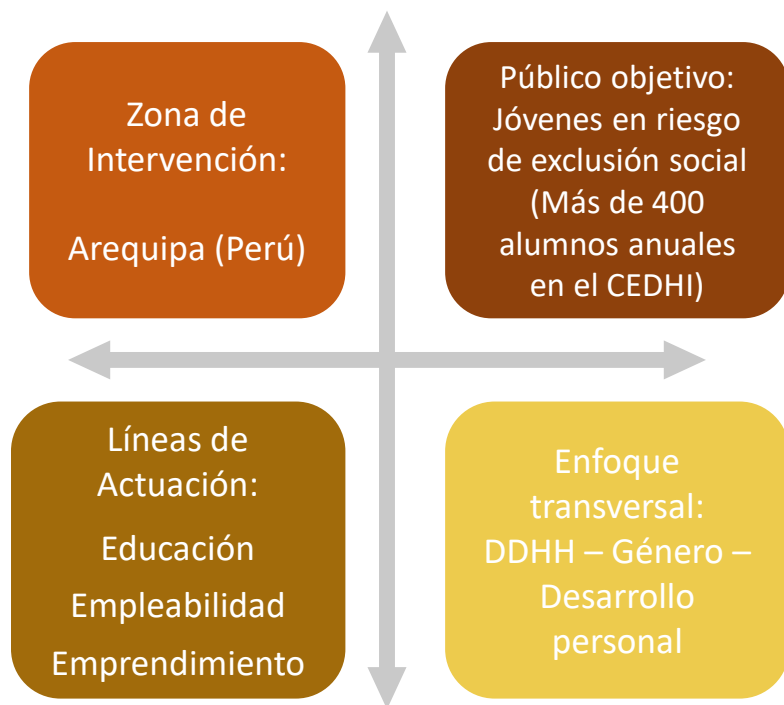 Zona de
Intervención:
Arequipa (Perú)
Público objetivo:
Jóvenes en riesgo
de exclusión social
(Más de 400
alumnos anuales
en el CEDHI)
Líneas de
Actuación:
Educación
Empleabilidad
Emprendimiento
Enfoque
transversal:
DDHH – Género –
Desarrollo
personal